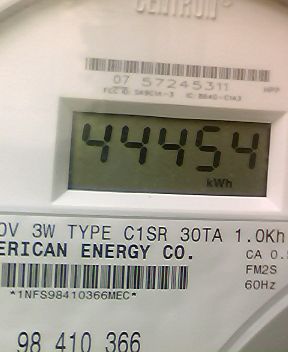 CENTRON®
07 57245311
44454
kWh
0V 3W TYPE C1SR 30TA 1.0Kh
ERICAN ENERGY CO.
CA 0.
FM2S
*1NFS98410366MEC*
60Hz
98 410 366